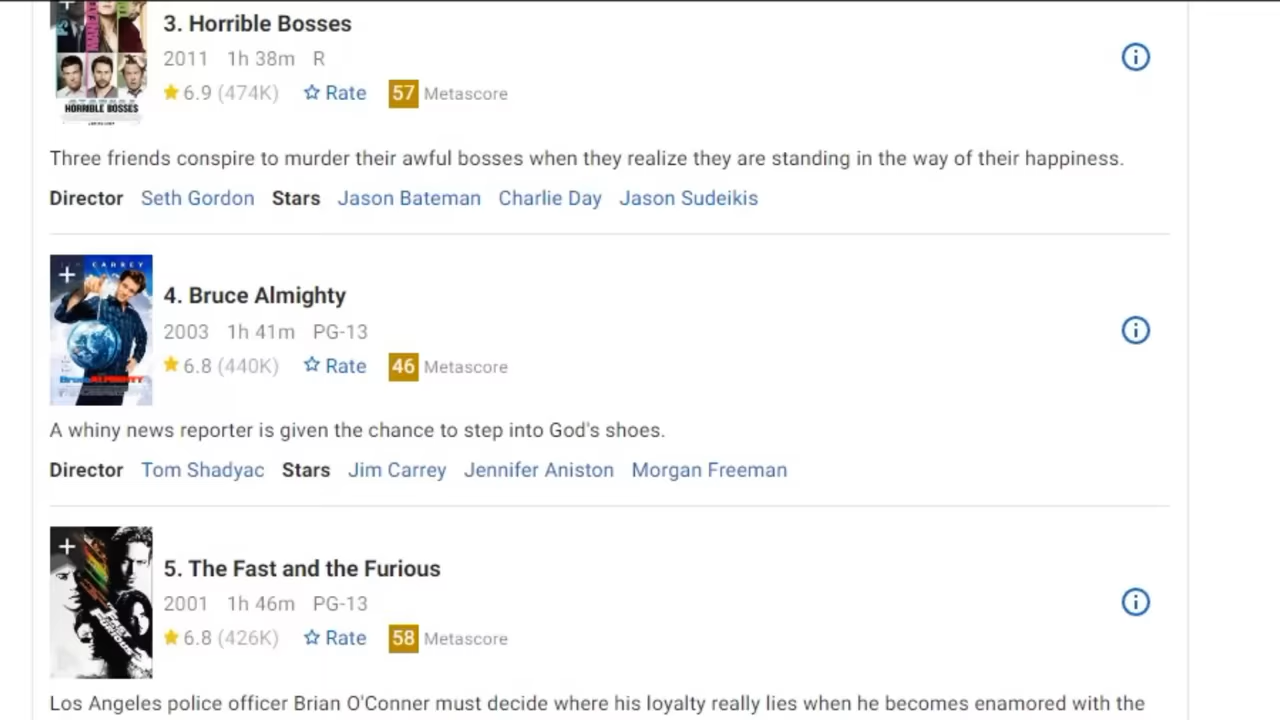 3. Horrible Bosses
2011 1h 38m R
6.9 (474K) Rate 57 Metascore
HORRIBLE BOSSES
Three friends conspire to murder their awful bosses when they realize they are standing in the way of their happiness.
Director Seth Gordon Stars Jason Bateman Charlie Day Jason Sudeikis
CARREY
4. Bruce Almighty
2003 1h 41m PG-13
6.8 (440K) Rate 46 Metascore
Bruce ALMIGHTY
A whiny news reporter is given the chance to step into God's shoes.
Director Tom Shadyac Stars Jim Carrey Jennifer Aniston Morgan Freeman
5. The Fast and the Furious
2001 1h 46m PG-13
6.8 (426K) Rate 58 Metascore
Los Angeles police officer Brian O'Conner must decide where his loyalty really lies when he becomes enamored with the